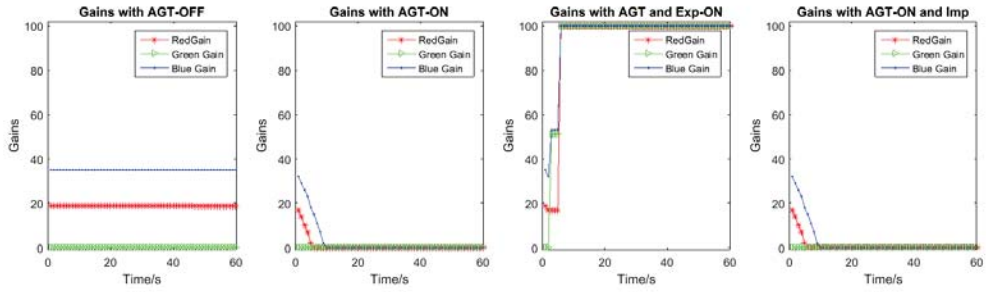 Gains with AGT-OFF
Gains with AGT-ON
Gains with AGT and Exp-ON
Gains with AGT-ON and Imp
Gains
100
80
60
40
20
0
RedGain
Green Gain
Blue Gain
0 20 40 60
Time/s
Gains
100
80
60
40
20
0
RedGain
Green Gain
Blue Gain
0 20 40 60
Time/s
Gains
100
80
60
40
20
0
RedGain
Green Gain
Blue Gain
0 20 40 60
Time/s
Gains
100
80
60
40
20
0
RedGain
Green Gain
Blue Gain
0 20 40 60
Time/s